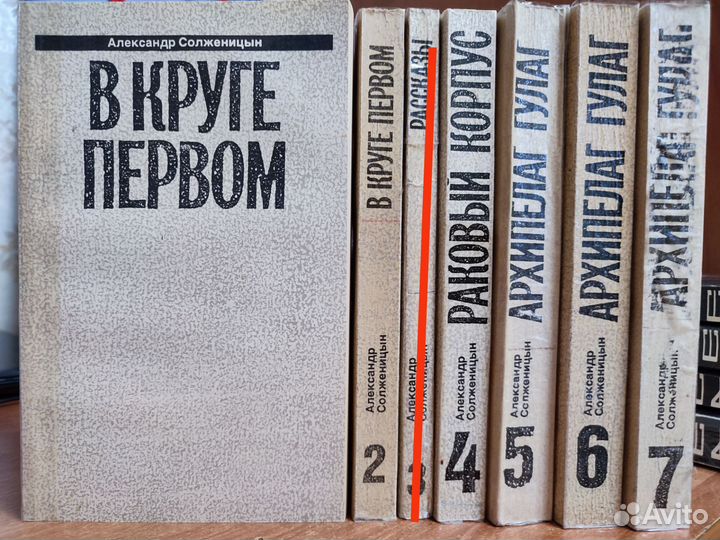 Александр Солженицын
В КРУГЕ
ПЕРВОМ
В КРУГЕ ПЕРВОМ
Александр
Солженицын
2
РАССКАЗЫ
Александр
Солженицын
3
РАКОВЫЙ КОРПУС
Александр
Солженицын
4
АРХИПЕЛАГ ГУЛАГ
Александр
Солженицын
5
АРХИПЕЛАГ ГУЛАГ
Александр
Солженицын
6
АРХИПЕЛАГ ГУЛАГ
Александр
Солженицын
7
Avito